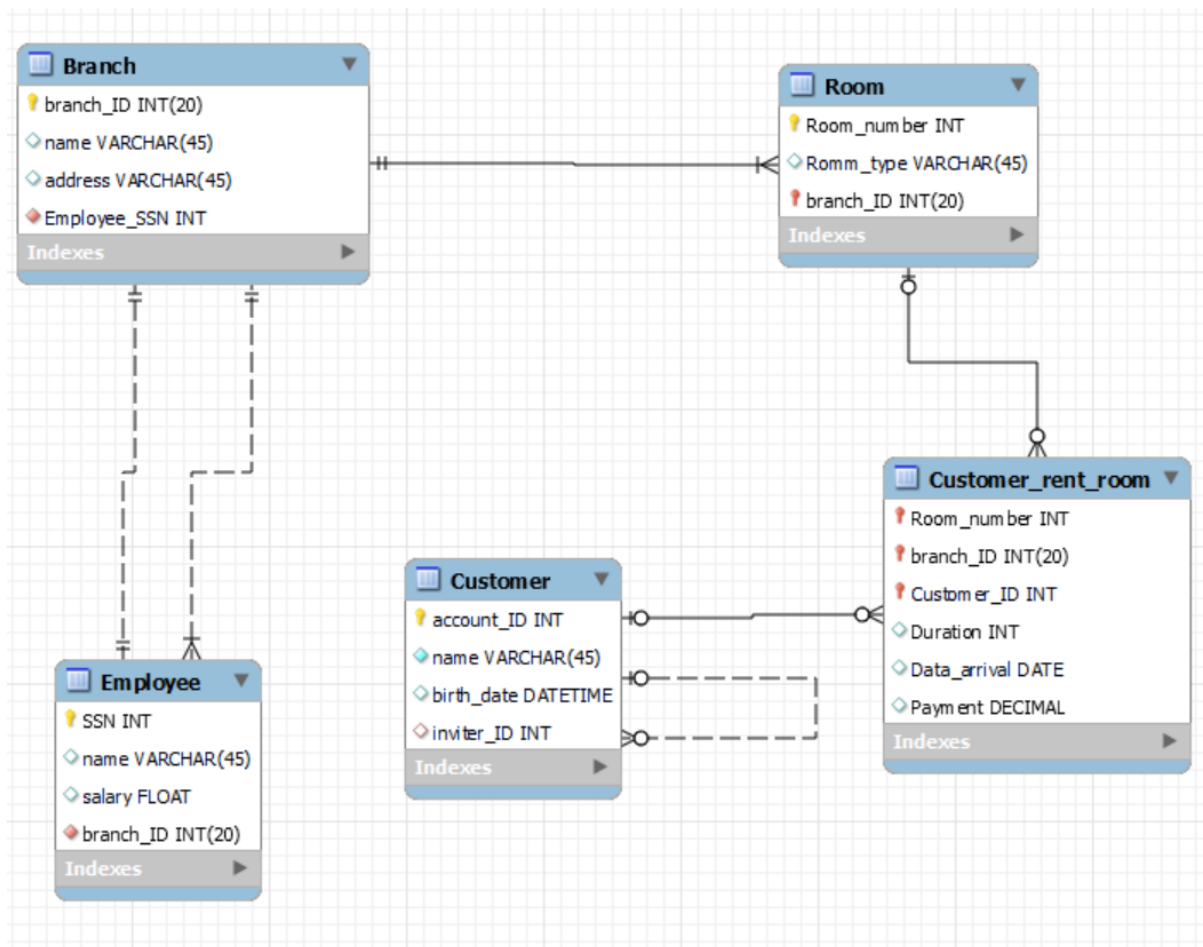 Branch
branch_ID INT(20)
name VARCHAR(45)
address VARCHAR(45)
Employee_SSN INT
Indexes
Room
Room_number INT
Romm_type VARCHAR(45)
branch_ID INT(20)
Indexes
Customer_rent_room
Room_number INT
branch_ID INT(20)
Customer_ID INT
Duration INT
Data_arrival DATE
Payment DECIMAL
Indexes
Customer
account_ID INT
name VARCHAR(45)
birth_date DATETIME
inviter_ID INT
Indexes
Employee
SSN INT
name VARCHAR(45)
salary FLOAT
branch_ID INT(20)
Indexes